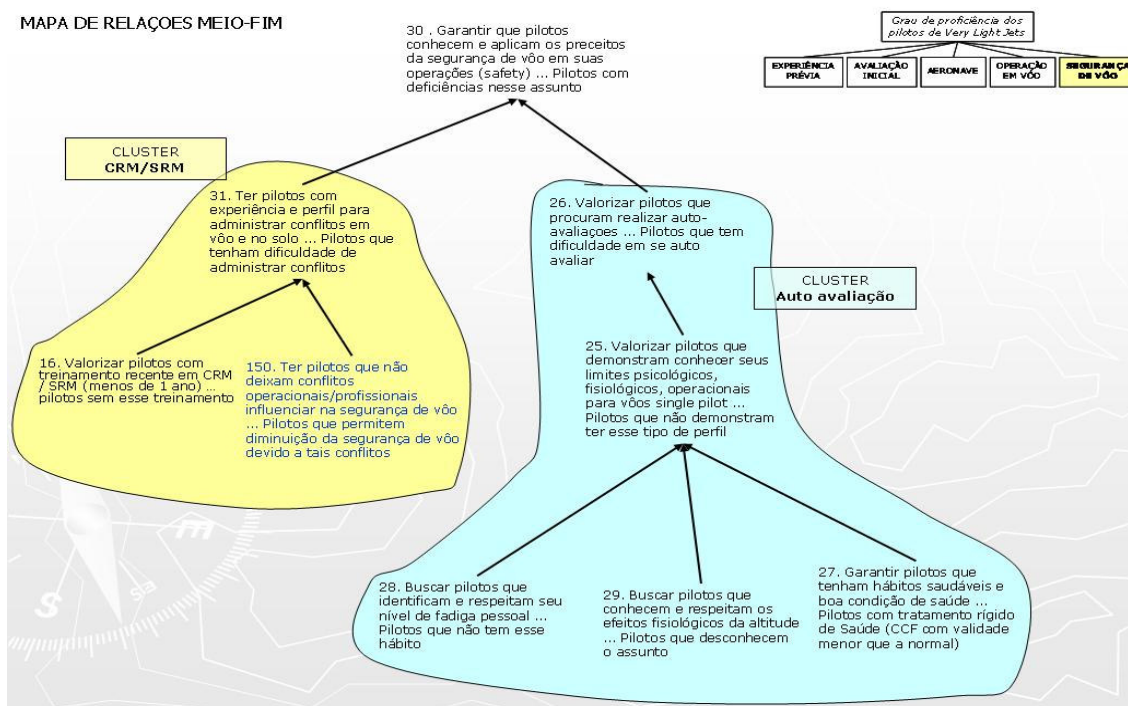 MAPA DE RELAÇOES MEIO-FIM
30 . Garantir que pilotos
conhecem e aplicam os preceitos
da segurança de vôo em suas
operações (safety) ... Pilotos com
deficiências nesse assunto
Grau de proficiência dos
pilotos de Very Light Jets
EXPERIÊNCIA
PRÉVIA
AVALIAÇÃO
INICIAL
AERONAVE
OPERAÇÃO
EM VÔO
SEGURANÇA
DE VÔO
CLUSTER
CRM/SRM
31. Ter pilotos com
experiência e perfil para
administrar conflitos em
vôo e no solo ... Pilotos que
tenham dificuldade de
administrar conflitos
26. Valorizar pilotos que
procuram realizar auto-
avaliaçoes ... Pilotos que tem
dificuldade em se auto
avaliar
CLUSTER
Auto avaliação
16. Valorizar pilotos com
treinamento recente em CRM
/ SRM (menos de 1 ano) ...
pilotos sem esse treinamento
150. Ter pilotos que não
deixam conflitos
operacionais/profissionais
influenciar na segurança de vôo
... Pilotos que permitem
diminuição da segurança de vôo
devido a tais conflitos
25. Valorizar pilotos que
demonstram conhecer seus
limites psicológicos,
fisiológicos, operacionais
para vôos single pilot ...
Pilotos que não demonstram
ter esse tipo de perfil
28. Buscar pilotos que
identificam e respeitam seu
nível de fadiga pessoal ...
Pilotos que não tem esse
hábito
29. Buscar pilotos que
conhecem e respeitam os
efeitos fisiológicos da altitude
... Pilotos que desconhecem
o assunto
27. Garantir pilotos que
tenham hábitos saudáveis e
boa condição de saúde ...
Pilotos com tratamento rígido
de Saúde (CCF com validade
menor que a normal)
E
SE
S